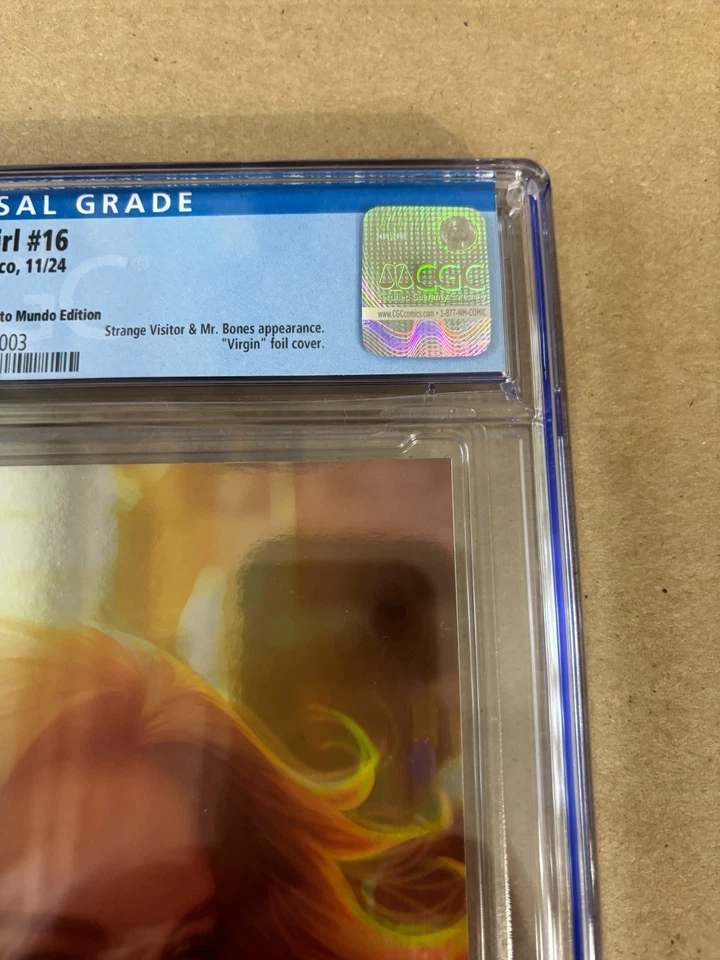 SAL GRADE
irl #16
co, 11/24
to Mundo Edition
003
Strange Visitor & Mr. Bones appearance.
"Virgin" foil cover.
CGC
www.CGCcomics.com • 1-877-NM-COMIC
CGC